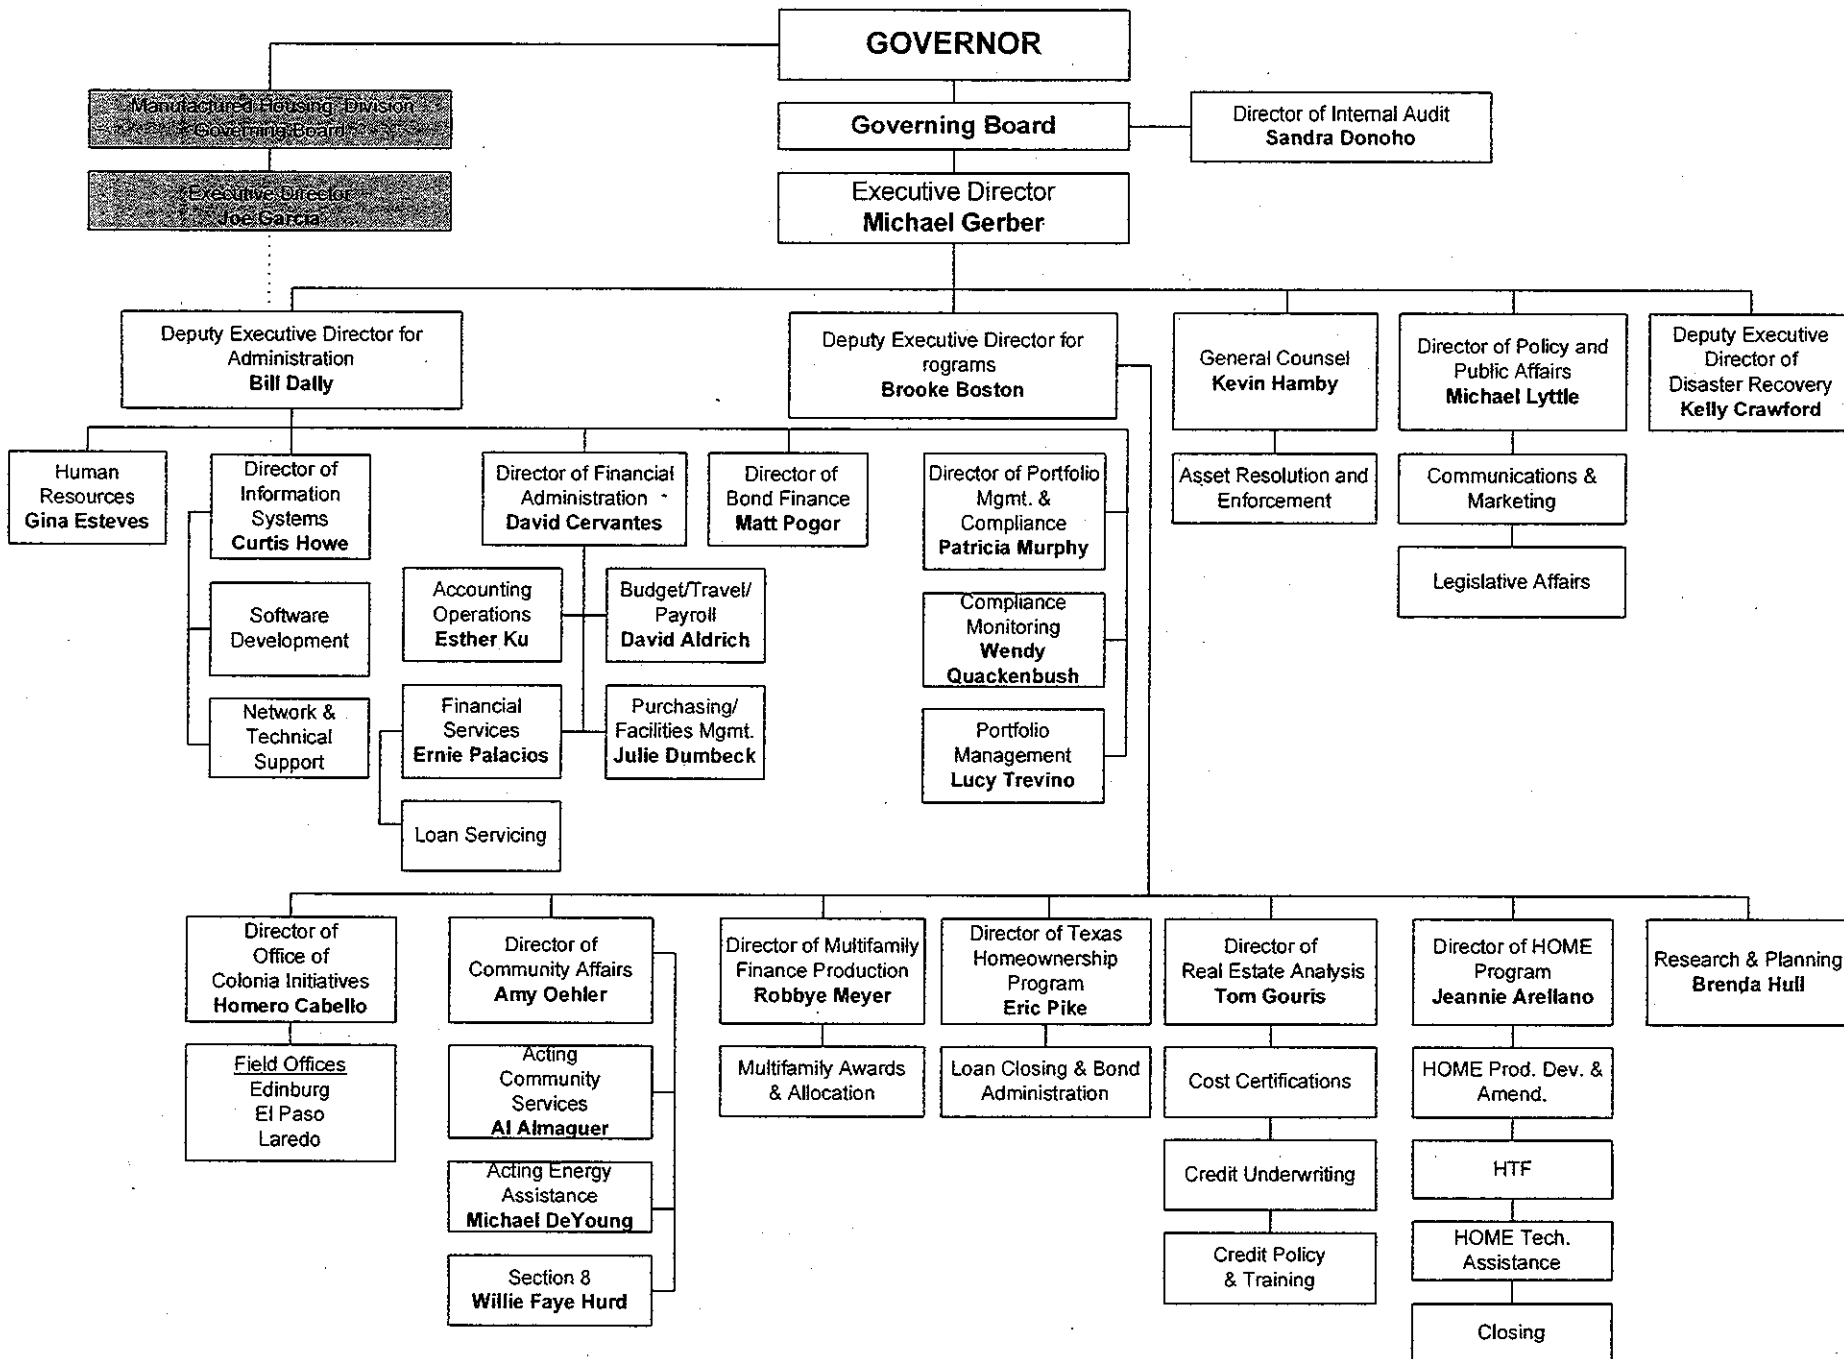 GOVERNOR
Manufactured Housing Division
Governing Board
Governing Board
Director of Internal Audit
Sandra Donoho
Executive Director
Joe Garcia
Executive Director
Michael Gerber
Deputy Executive Director for
Administration
Bill Dally
Deputy Executive Director for
rograms
Brooke Boston
General Counsel
Kevin Hamby
Director of Policy and
Public Affairs
Michael Lyttle
Deputy Executive
Director of
Disaster Recovery
Kelly Crawford
Human
Resources
Gina Esteves
Director of
Information
Systems
Curtis Howe
Director of Financial
Administration
David Cervantes
Director of
Bond Finance
Matt Pogor
Director of Portfolio
Mgmt. &
Compliance
Patricia Murphy
Asset Resolution and
Enforcement
Communications &
Marketing
Software
Development
Accounting
Operations
Esther Ku
Budget/Travel/
Payroll
David Aldrich
Compliance
Monitoring
Wendy
Quackenbush
Legislative Affairs
Network &
Technical
Support
Financial
Services
Ernie Palacios
Purchasing/
Facilities Mgmt.
Julie Dumbeck
Portfolio
Management
Lucy Trevino
Loan Servicing
Director of
Office of
Colonia Initiatives
Homero Cabello
Director of
Community Affairs
Amy Oehler
Director of Multifamily
Finance Production
Robbye Meyer
Director of Texas
Homeownership
Program
Eric Pike
Director of
Real Estate Analysis
Tom Gouris
Director of HOME
Program
Jeannie Arellano
Research & Planning
Brenda Hull
Field Offices
Edinburg
El Paso
Laredo
Acting
Community
Services
Al Almaguer
Multifamily Awards
& Allocation
Loan Closing & Bond
Administration
Cost Certifications
HOME Prod. Dev. &
Amend.
Acting Energy
Assistance
Michael DeYoung
Credit Underwriting
HTF
Section 8
Willie Faye Hurd
Credit Policy
& Training
HOME Tech.
Assistance
Closing